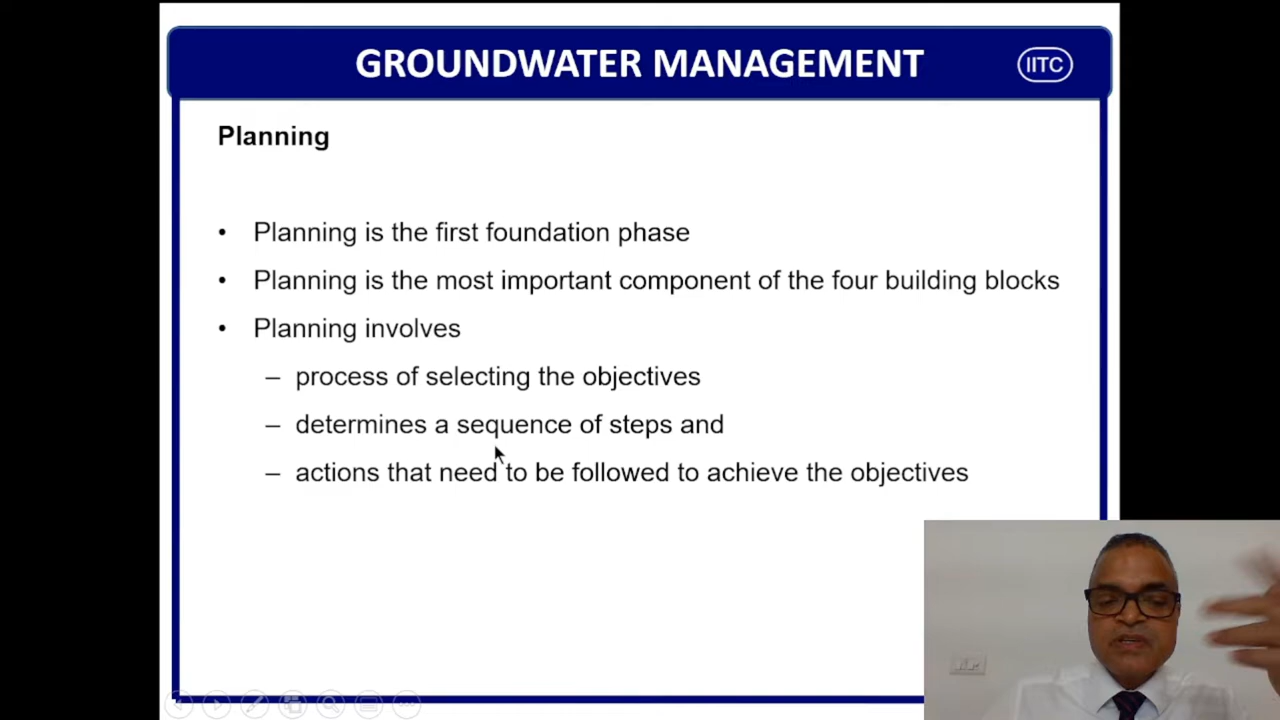 GROUNDWATER MANAGEMENT
IITC
Planning
• Planning is the first foundation phase
• Planning is the most important component of the four building blocks
• Planning involves
– process of selecting the objectives
– determines a sequence of steps and
– actions that need to be followed to achieve the objectives